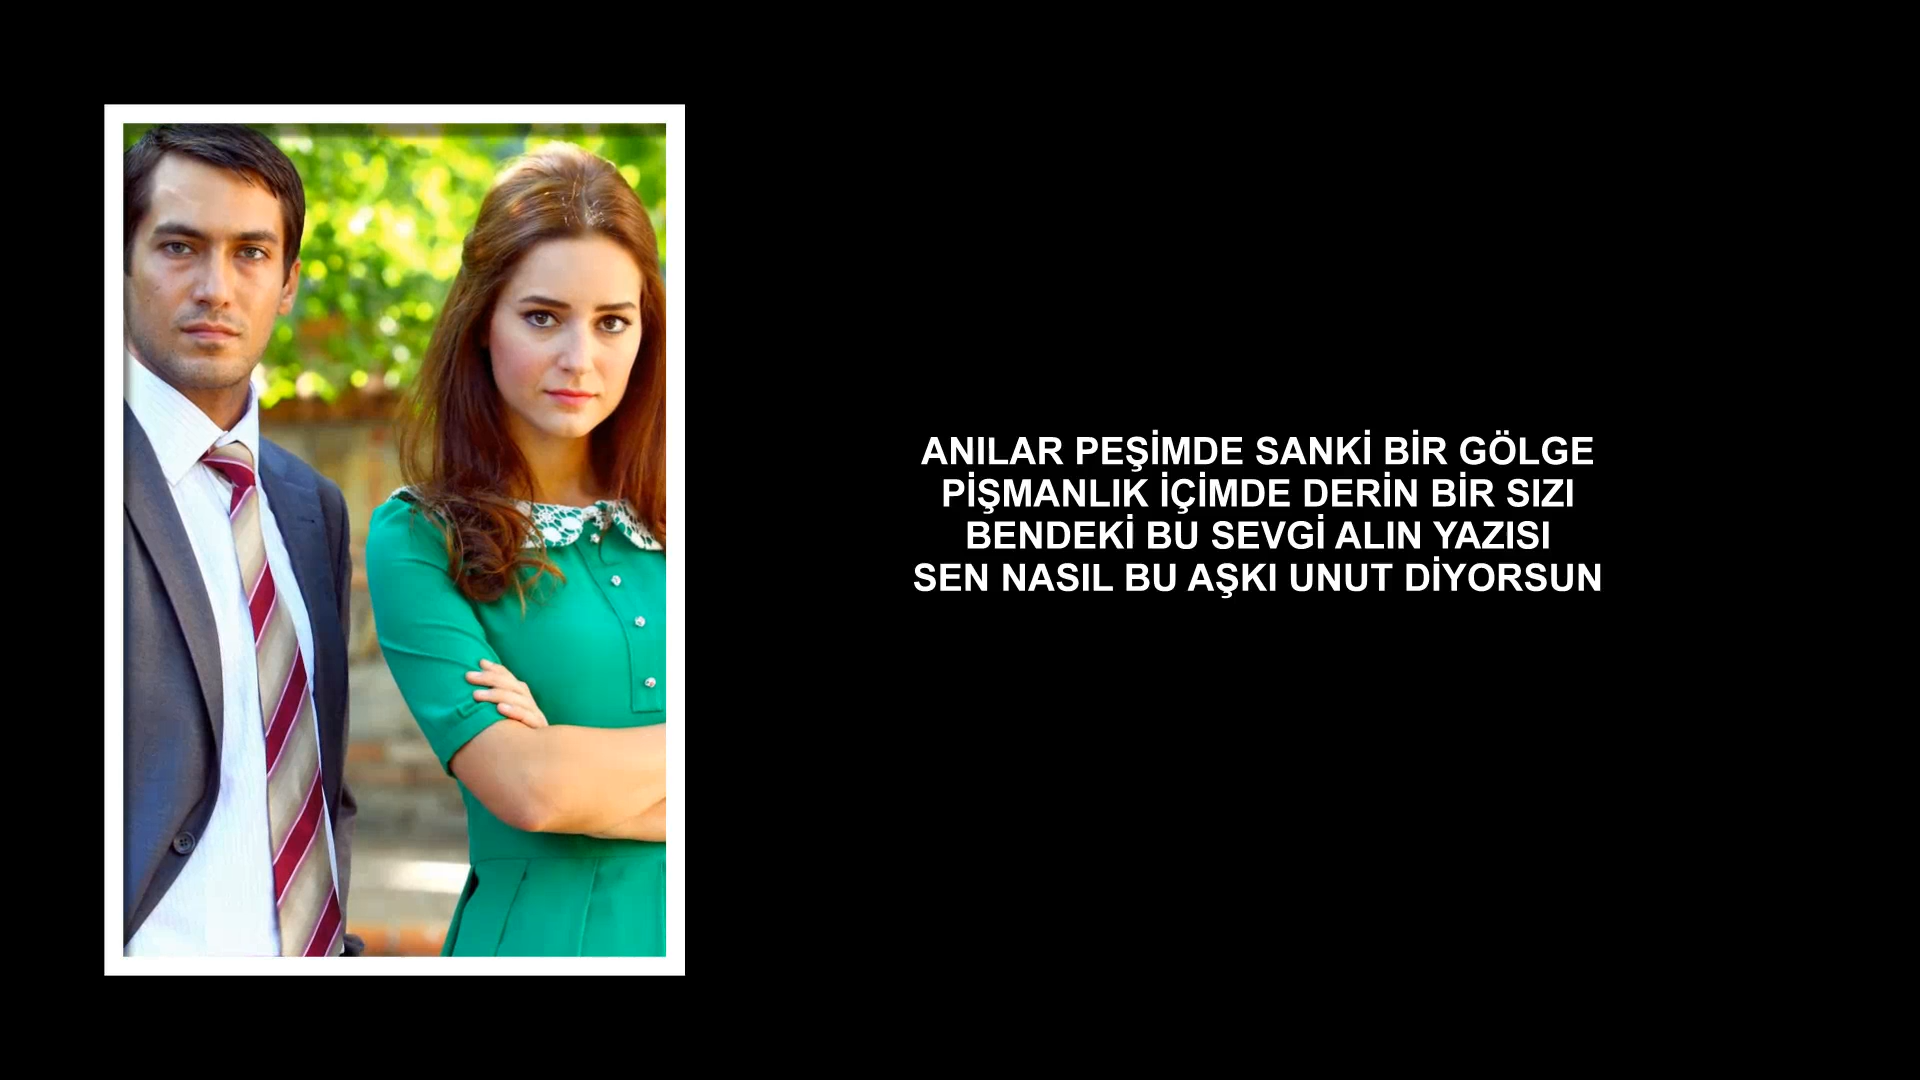 ANILAR PEŞİMDE SANKİ BİR GÖLGE
PİŞMANLIK İÇİMDE DERİN BİR SIZI
BENDEKİ BU SEVGİ ALIN YAZISI
SEN NASIL BU AŞKI UNUT DİYORSUN